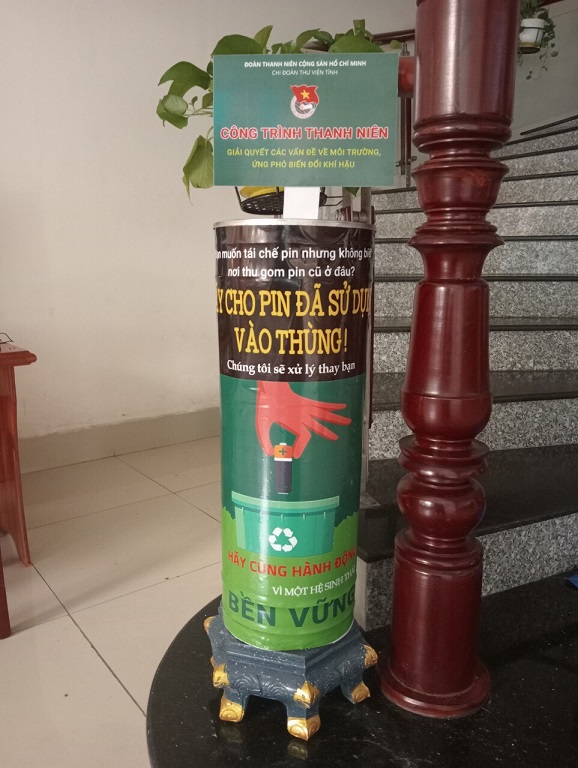 ĐOÀN THANH NIÊN CỘNG SẢN HỒ CHÍ MINH
CHI ĐOÀN THƯ VIỆN TỈNH
CÔNG TRÌNH THANH NIÊN
GIẢI QUYẾT CÁC VẤN ĐỀ VỀ MÔI TRƯỜNG,
ỨNG PHÓ BIẾN ĐỔI KHÍ HẬU
muốn tái chế pin nhưng không
nơi thu gom pin cũ ở đâu?
CHO PIN ĐÃ SỬ
VÀO THÙNG!
Chúng tôi sẽ xử lý thay bạn
HÃY CÙNG HÀNH ĐỘNG
VÌ MỘT HỆ SINH
BỀN VỮNG